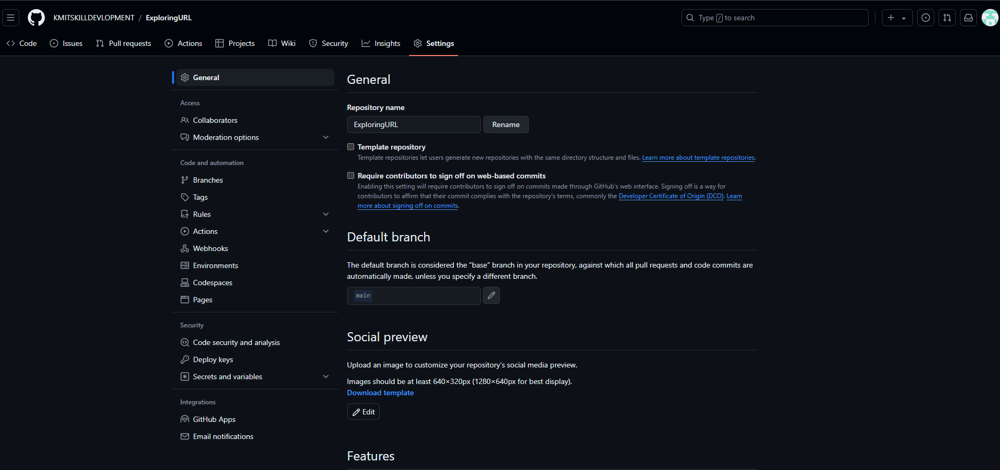 KMITSKILLDEVLOPMENT / ExploringURL
Type / to search
Code Issues Pull requests Actions Projects Wiki Security Insights Settings
General
Access
Collaborators
Moderation options
Code and automation
Branches
Tags
Rules
Actions
Webhooks
Environments
Codespaces
Pages
Security
Code security and analysis
Deploy keys
Secrets and variables
Integrations
GitHub Apps
Email notifications
General
Repository name
ExploringURL Rename
Template repository
Template repositories let users generate new repositories with the same directory structure and files. Learn more about template repositories.
Require contributors to sign off on web-based commits
Enabling this setting will require contributors to sign off on commits made through GitHub's web interface. Signing off is a way for
contributors to affirm that their commit complies with the repository's terms, commonly the Developer Certificate of Origin (DCO). Learn
more about signing off on commits.
Default branch
The default branch is considered the "base" branch in your repository, against which all pull requests and code commits are
automatically made, unless you specify a different branch.
main
Social preview
Upload an image to customize your repository's social media preview.
Images should be at least 640×320px (1280×640px for best display).
Download template
Edit
Features